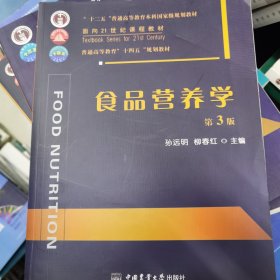 "十二五"普通高等教育本科国家级规划教材
面向21世纪课程教材
Textbook Series for 21st Century
普通高等教育"十四五"规划教材
FOOD NUTRITION
食品营养学
第3版
孙远明 柳春红 主编
中国农业大学出版社